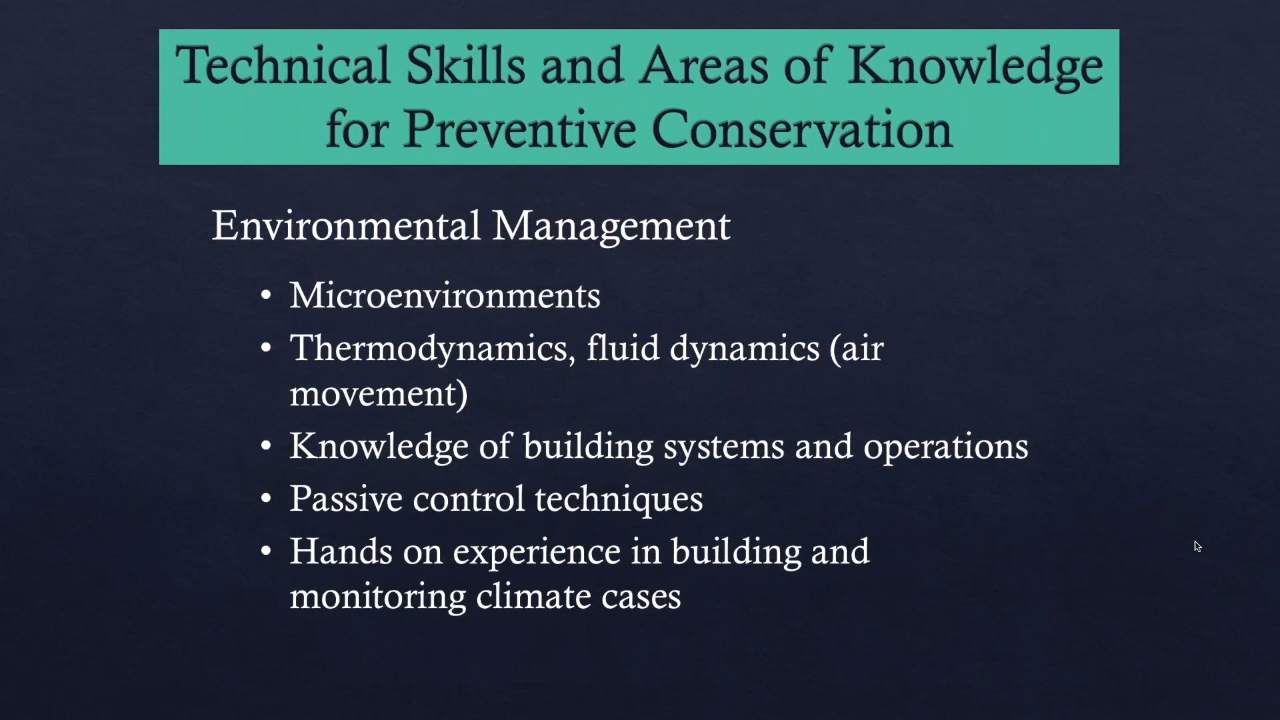 Technical Skills and Areas of Knowledge
for Preventive Conservation
Environmental Management
• Microenvironments
• Thermodynamics, fluid dynamics (air
movement)
• Knowledge of building systems and operations
• Passive control techniques
• Hands on experience in building and
monitoring climate cases